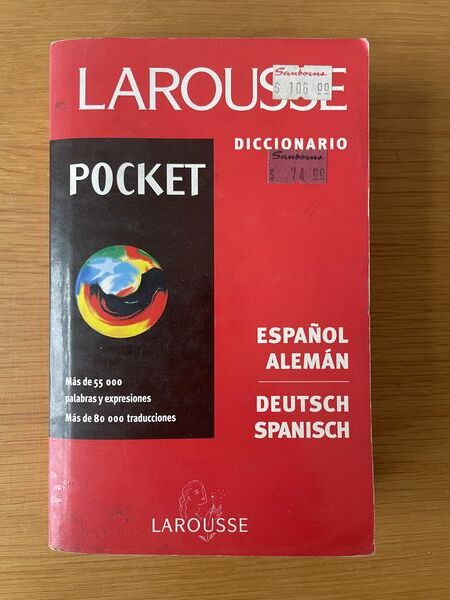 LAROUSSE
Sanborns
$ 106 00
DICCIONARIO
Sanborns
$ 74 00
POCKET
Más de 55 000
palabras y expresiones
Más de 80 000 traducciones
ESPAÑOL
ALEMÁN
DEUTSCH
SPANISCH
LAROUSSE